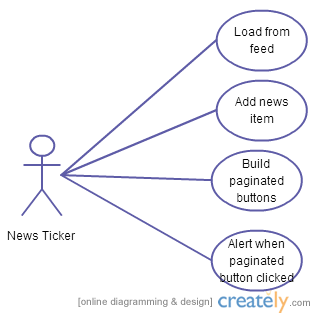 Load from
feed
Add news
item
Build
paginated
buttons
News Ticker
Alert when
paginated
button clicked
[online diagramming & design] creately.com